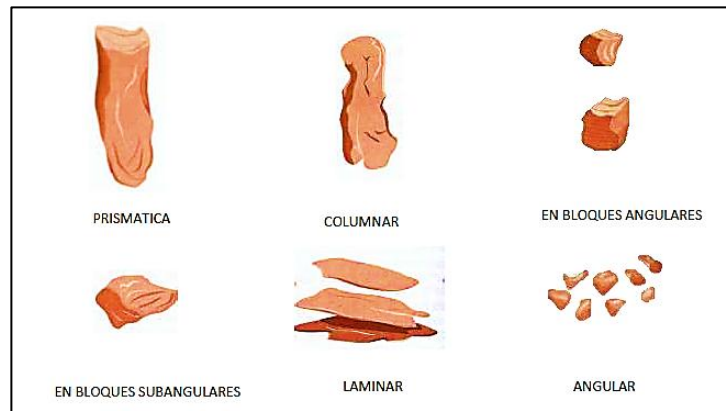 PRISMATICA
COLUMNAR
EN BLOQUES ANGULARES
EN BLOQUES SUBANGULARES
LAMINAR
ANGULAR